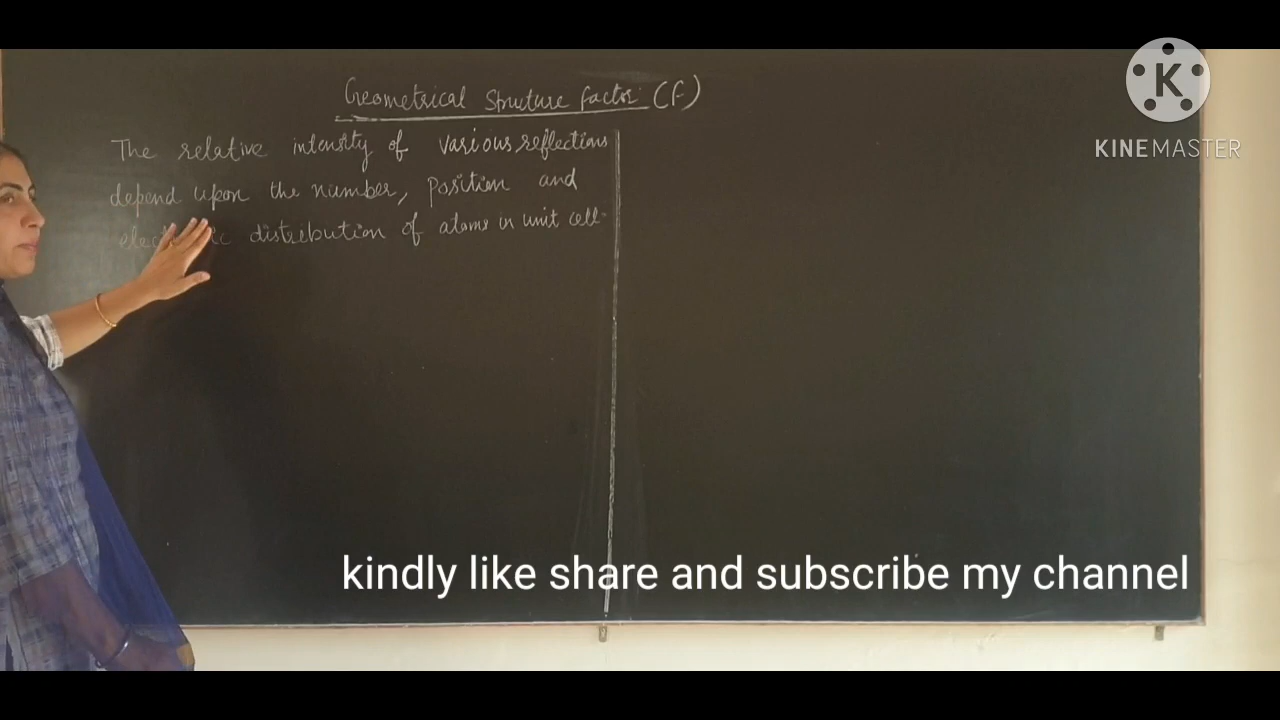 Geometrical Structure factor (F)
The relative intensity of various reflections
depend upon the number, position and
distribution of atoms in unit cell.
kindly like share and subscribe my channel
K
KINEMASTER